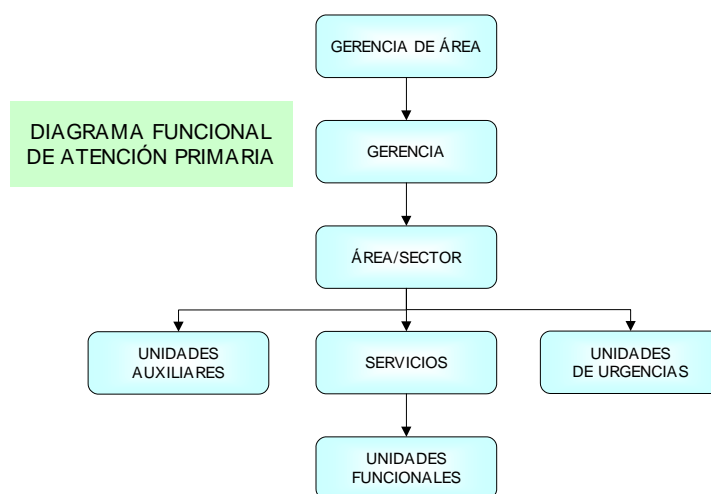 GERENCIA DE ÁREA
DIAGRAMA FUNCIONAL
DE ATENCIÓN PRIMARIA
GERENCIA
ÁREA/SECTOR
UNIDADES
AUXILIARES
SERVICIOS
UNIDADES
DE URGENCIAS
UNIDADES
FUNCIONALES